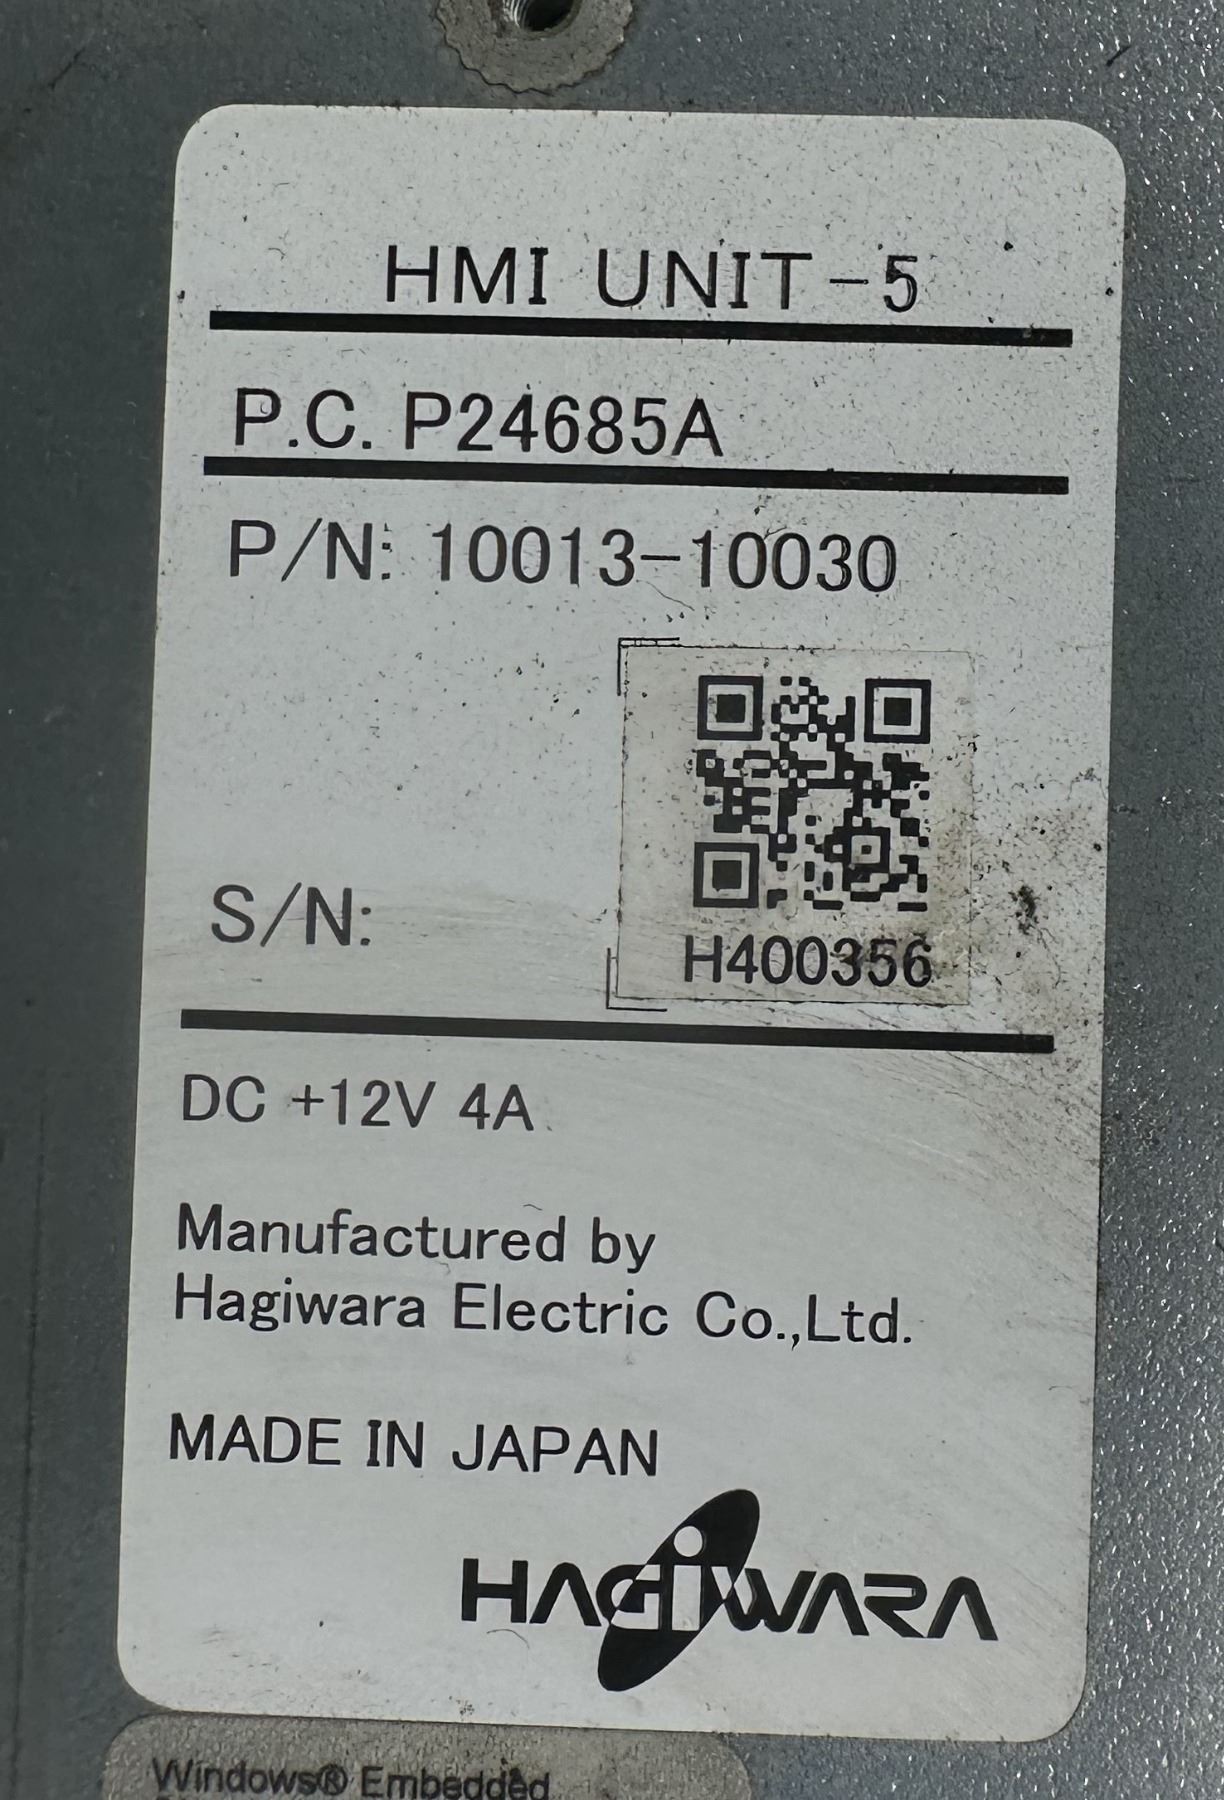 HMI UNIT-5
P.C. P24685A
P/N: 10013-10030
S/N:
H400356
DC +12V 4A
Manufactured by
Hagiwara Electric Co.,Ltd.
MADE IN JAPAN
HAGiWARA
Windows® Embedded